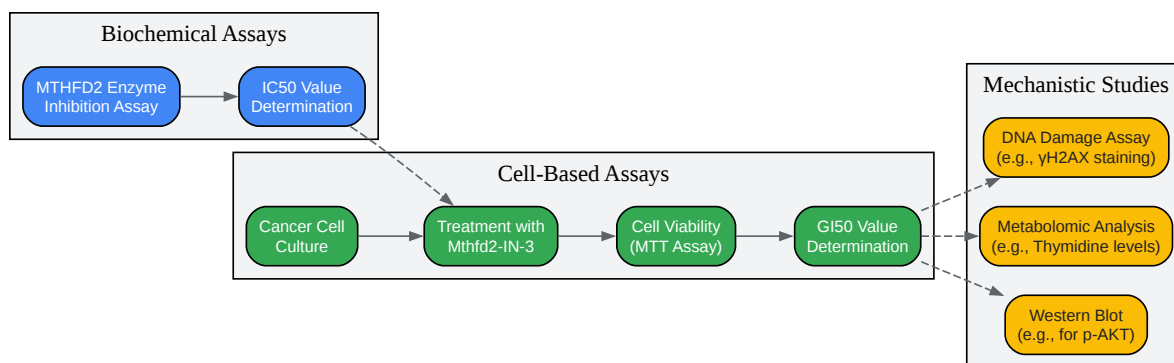 Biochemical Assays
MTHFD2 Enzyme
Inhibition Assay
IC50 Value
Determination
Cell-Based Assays
Cancer Cell
Culture
Treatment with
Mthfd2-IN-3
Cell Viability
(MTT Assay)
GI50 Value
Determination
Mechanistic Studies
DNA Damage Assay
(e.g., γH2AX staining)
Metabolomic Analysis
(e.g., Thymidine levels)
Western Blot
(e.g., for p-AKT)